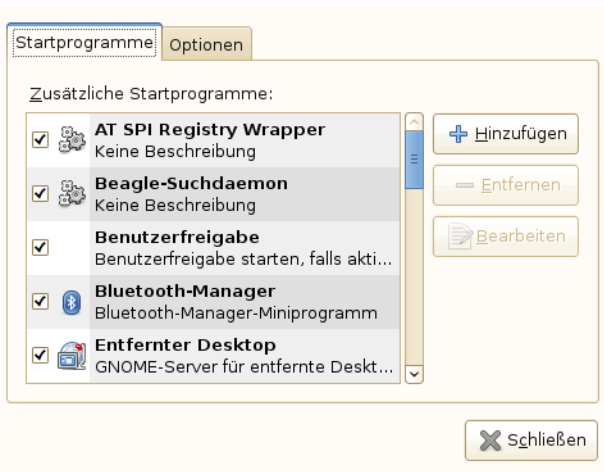 Startprogramme
Optionen
Zusätzliche Startprogramme:
AT SPI Registry Wrapper
Keine Beschreibung
Beagle-Suchdaemon
Keine Beschreibung
Benutzerfreigabe
Benutzerfreigabe starten, falls akti...
Bluetooth-Manager
Bluetooth-Manager-Miniprogramm
Entfernter Desktop
GNOME-Server für entfernte Deskt...
Hinzufügen
Entfernen
Bearbeiten
Schließen